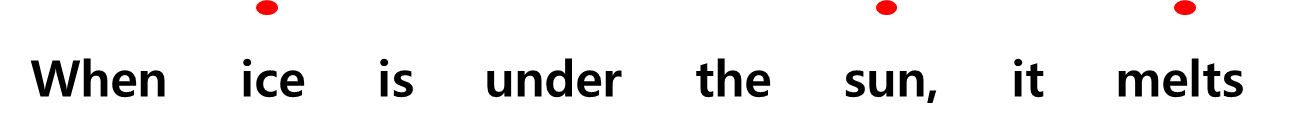 When ice is under the sun, it melts